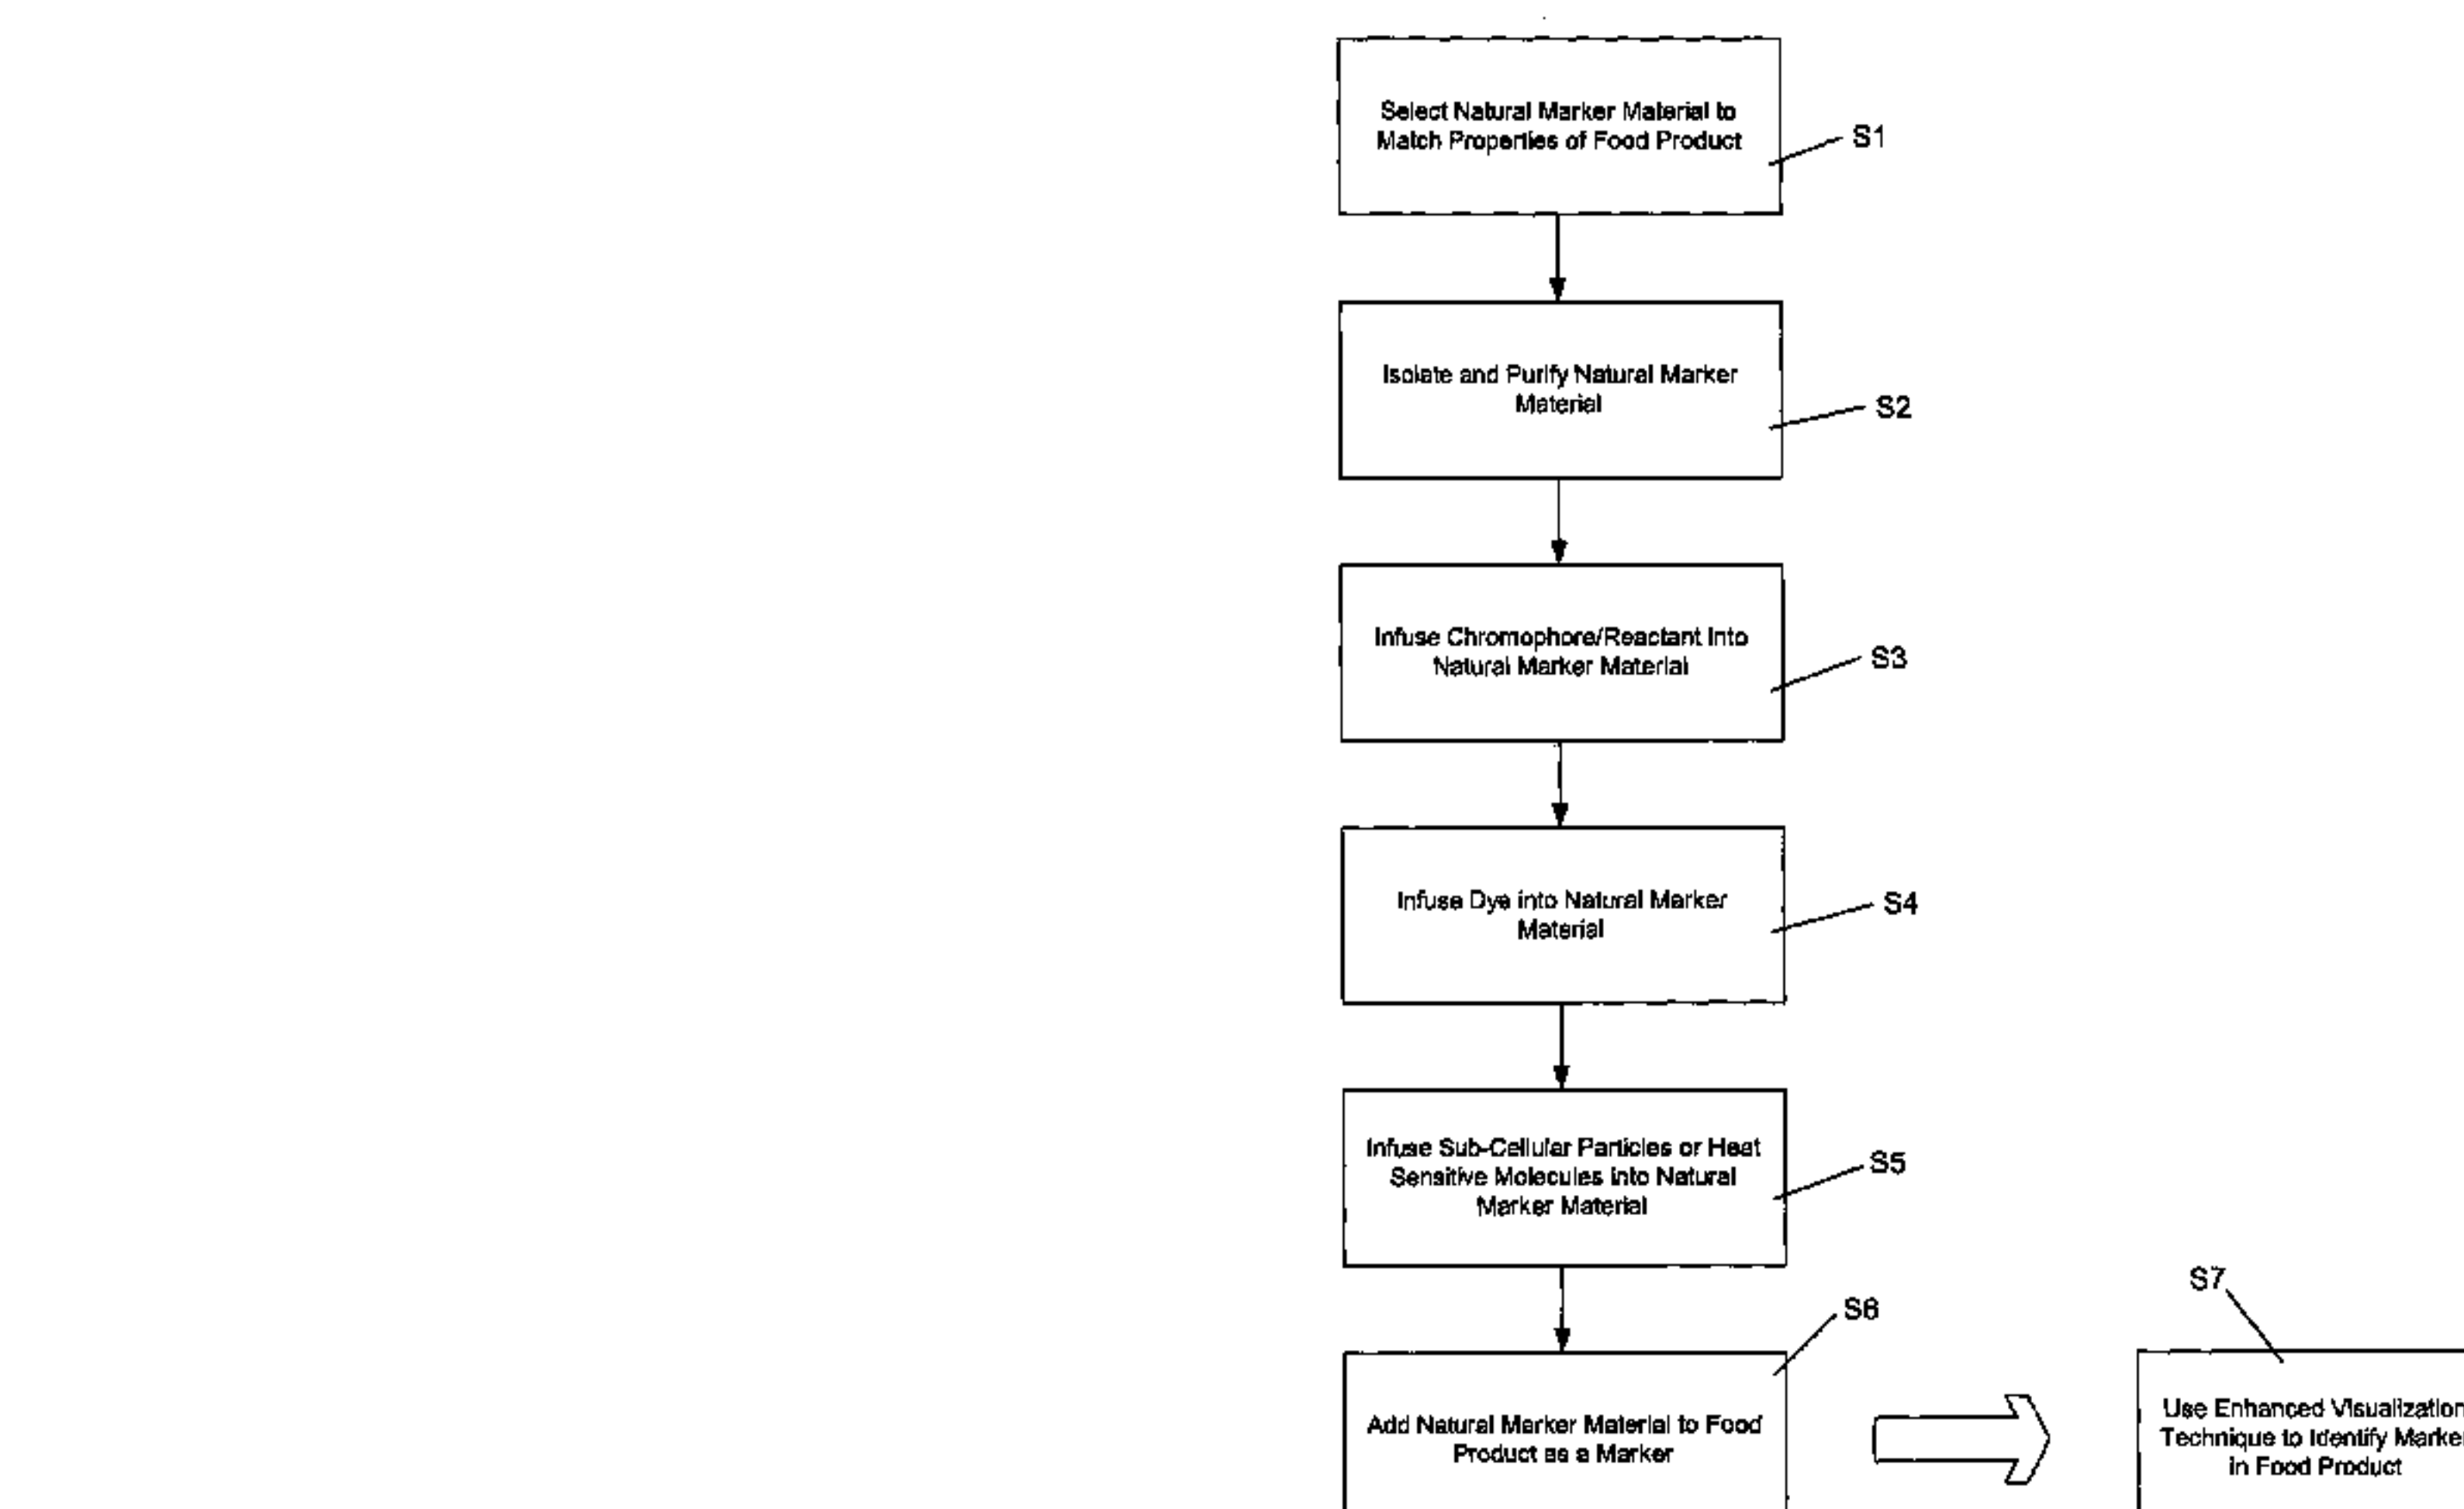 Select Natural Marker Material to
Match Properties of Food Product
S1
Isolate and Purify Natural Marker
Material
S2
Infuse Chromophore/Reactant Into
Natural Marker Material
S3
Infuse Dye into Natural Marker
Material
S4
Infuse Sub-Cellular Particles or Heat
Sensitive Molecules into Natural
Marker Material
S5
S6
Add Natural Marker Material to Food
Product as a Marker
S7
Use Enhanced Visualization
Technique to Identify Marker
in Food Product